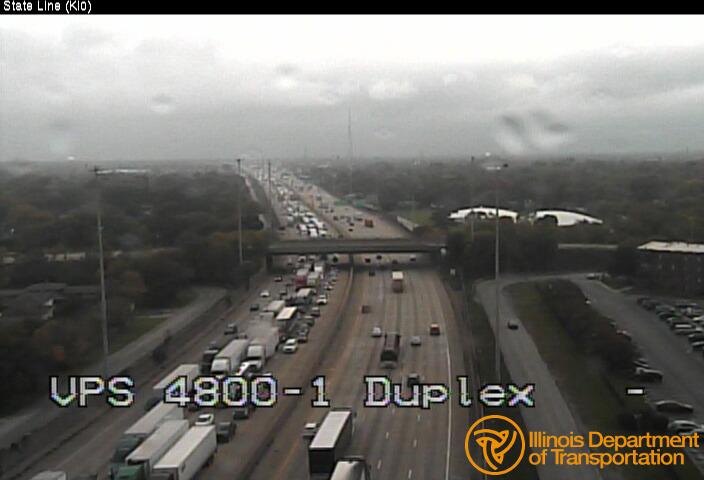 State Line (KI0)
VPS 4800-1 Duplex -
Illinois Department
of Transportation